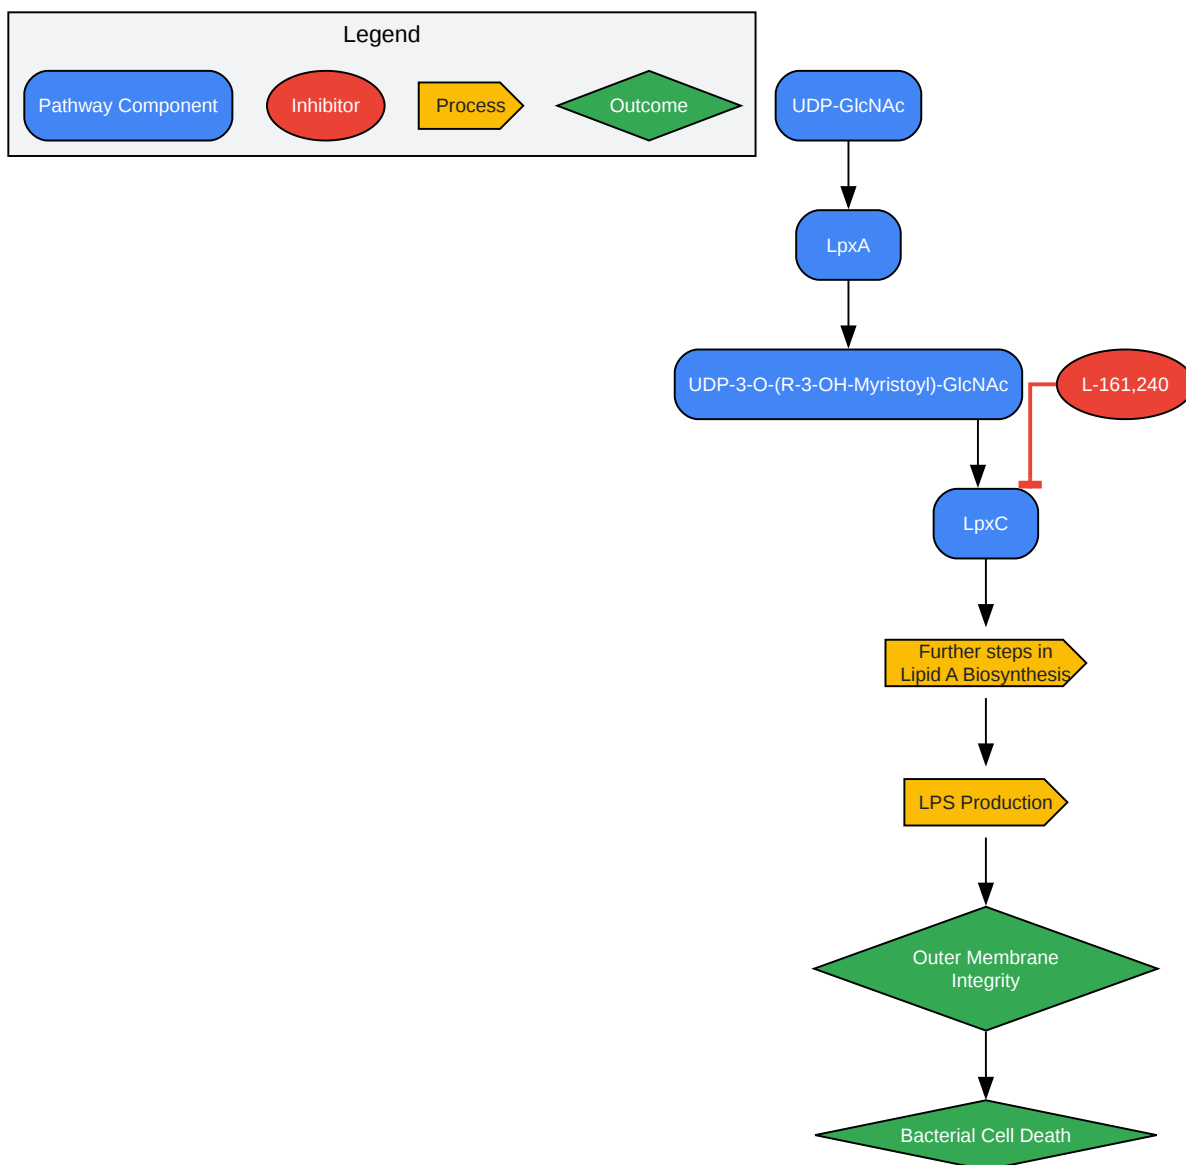 Legend
Pathway Component
Inhibitor
Process
Outcome
UDP-GlcNAc
LpxA
UDP-3-O-(R-3-OH-Myristoyl)-GlcNAc
L-161,240
LpxC
Further steps in
Lipid A Biosynthesis
LPS Production
Outer Membrane
Integrity
Bacterial Cell Death